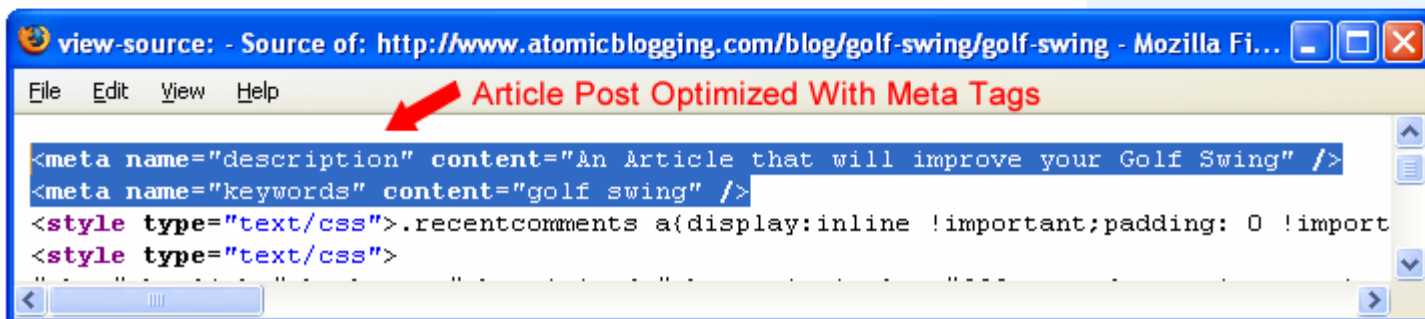 view-source: - Source of: http://www.atomicblogging.com/blog/golf-swing/golf-swing - Mozilla Fi...
File Edit View Help
Article Post Optimized With Meta Tags
<meta name="description" content="An Article that will improve your Golf Swing" />
<meta name="keywords" content="golf swing" />
<style type="text/css">.recentcomments a{display:inline !important;padding: 0 !import
<style type="text/css">